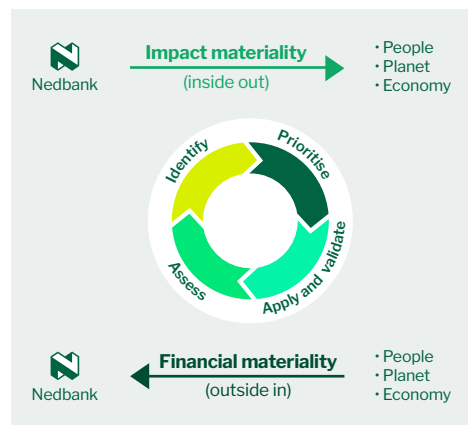 Impact materiality
(inside out)
Nedbank
• People
• Planet
• Economy
Identify
Prioritise
Assess
Apply and validate
Financial materiality
(outside in)
Nedbank
• People
• Planet
• Economy